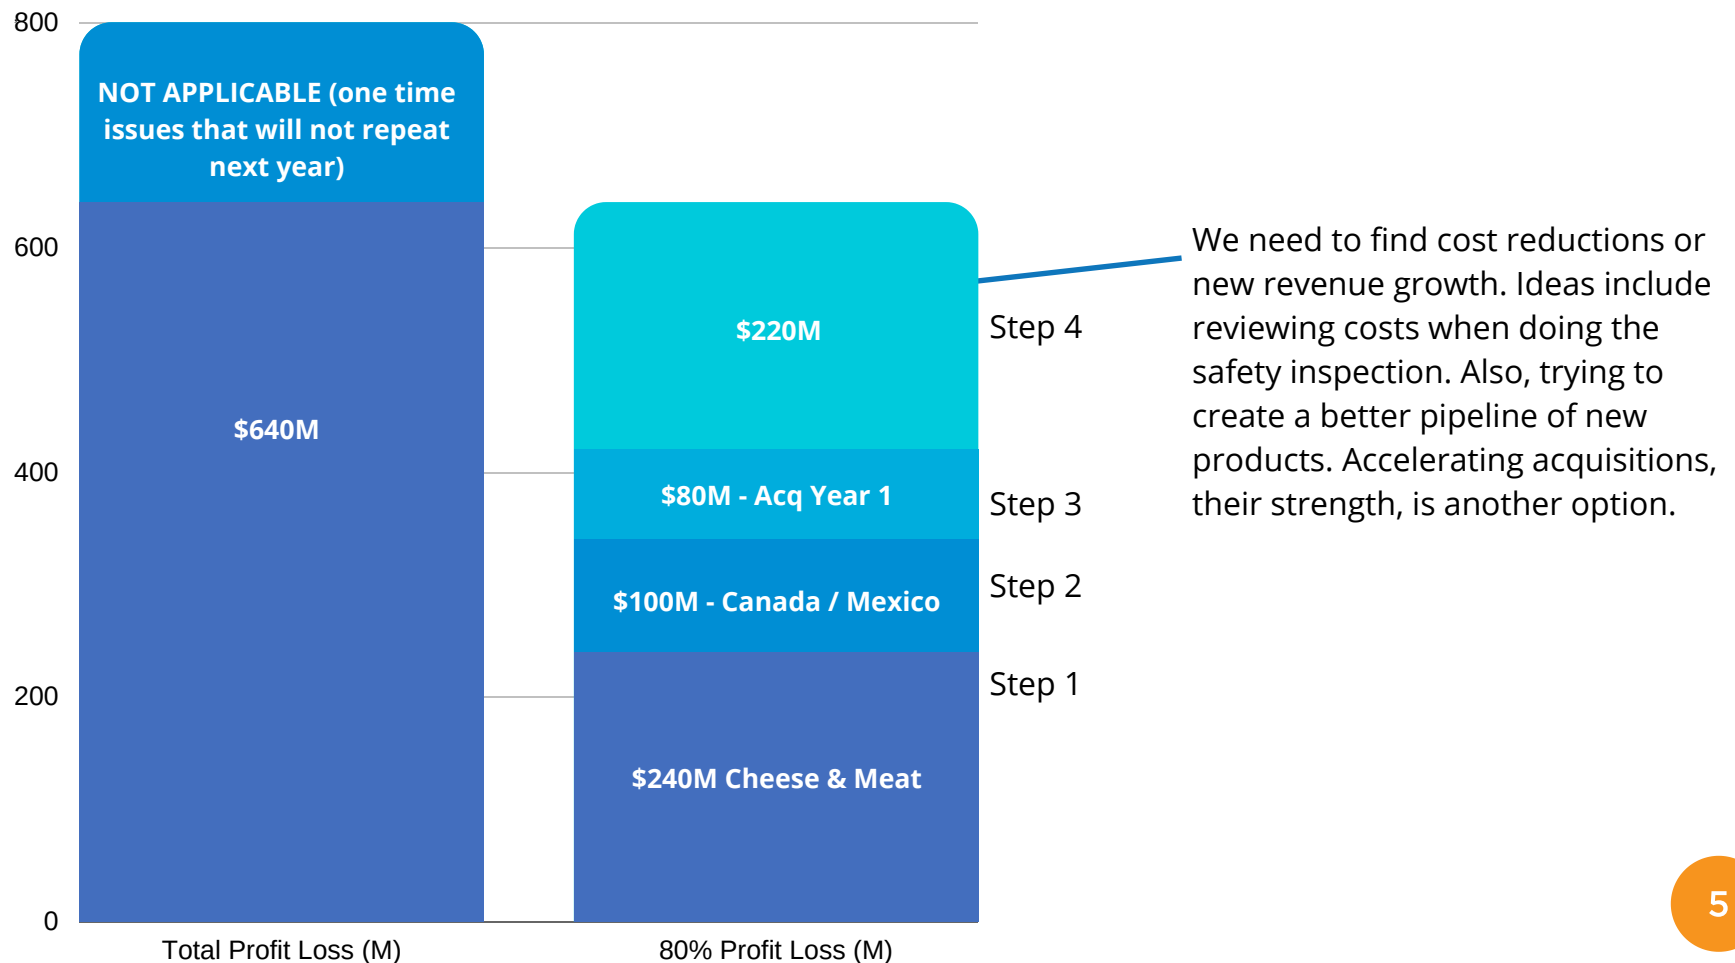 800
600
400
200
0
NOT APPLICABLE (one time
issues that will not repeat
next year)
$640M
$220M
$80M - Acq Year 1
$100M - Canada / Mexico
$240M Cheese & Meat
Step 4
Step 3
Step 2
Step 1
We need to find cost reductions or
new revenue growth. Ideas include
reviewing costs when doing the
safety inspection. Also, trying to
create a better pipeline of new
products. Accelerating acquisitions,
their strength, is another option.
Total Profit Loss (M)
80% Profit Loss (M)
5